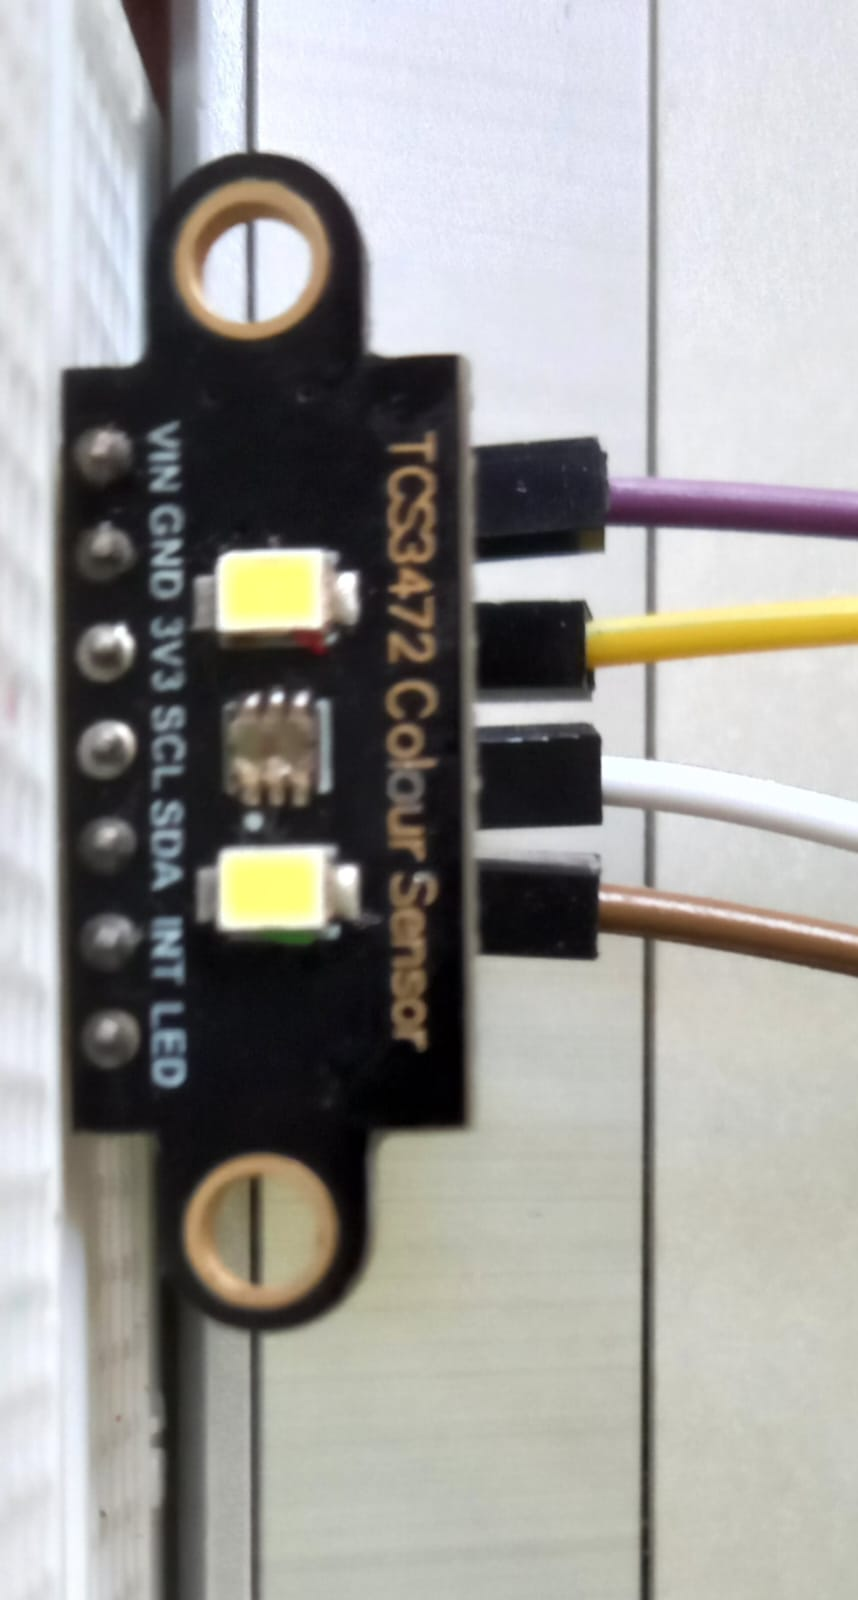 TCS3472 Colour Sensor
VIN GND 3V3 SCL SDA INT LED